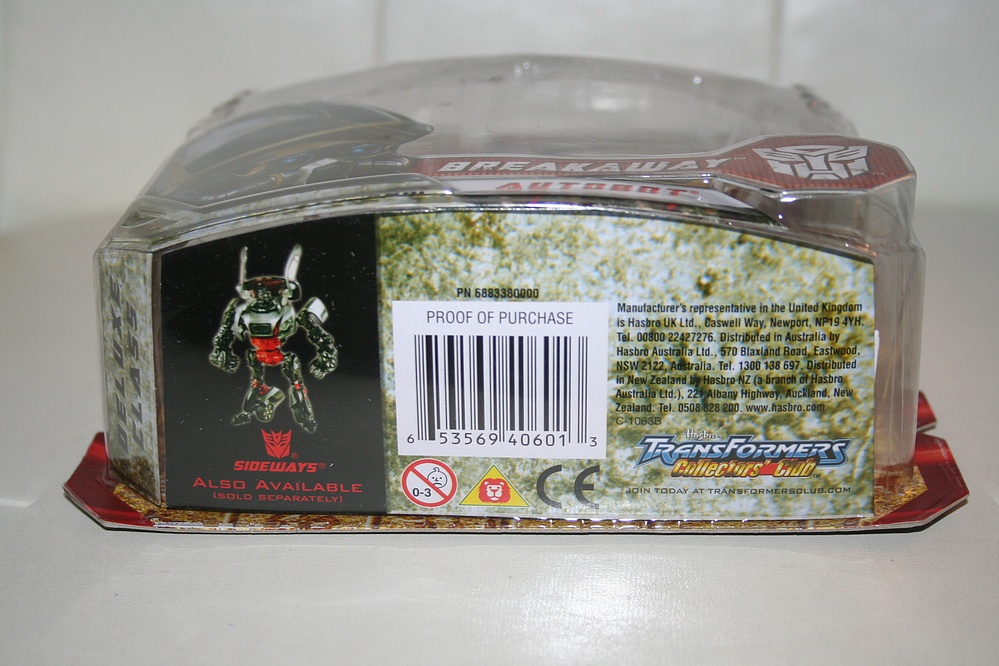 BREAKAWAY™
AUTOBOT®
DELUXE
CLASS
SIDEWAYS®
ALSO AVAILABLE
(SOLD SEPARATELY)
PN 6883380000
PROOF OF PURCHASE
6 53569 40601 3
0-3
CE
Manufacturer's representative in the United Kingdom
is Hasbro UK Ltd., Caswell Way, Newport, NP19 4YH.
Tel. 00800 22427276. Distributed in Australia by
Hasbro Australia Ltd., 570 Blaxland Road, Eastwood,
NSW 2122, Australia. Tel. 1300 138 697. Distributed
in New Zealand by Hasbro NZ (a branch of Hasbro
Australia Ltd.), 221 Albany Highway, Auckland, New
Zealand. Tel. 0508 828 200. www.hasbro.com
C-1063B
Hasbro
TRANSFORMERS
Collectors' Club™
JOIN TODAY AT TRANSFORMERSCLUB.COM